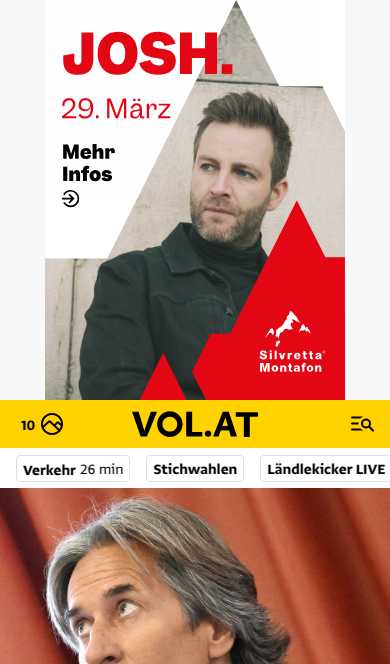 JOSH.
29. März
Mehr
Infos
Silvretta®
Montafon
10
VOL.AT
Verkehr 26 min
Stichwahlen
Ländlekicker LIVE